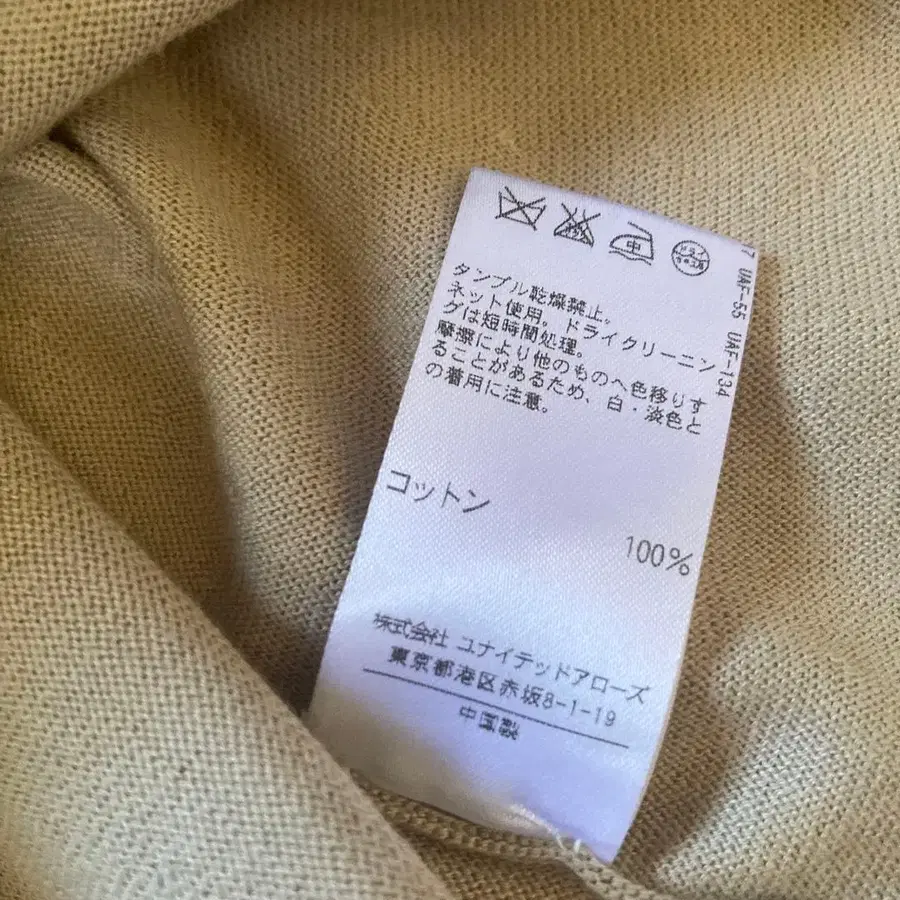 タンブル乾燥禁止。
ネット使用。ドライクリーニン
グは短時間処理。
摩擦により他のものへ色移りす
ることがあるため、白・淡色と
の着用に注意。
中
ドライ
7 UAF-55 UAF-134
コットン
100%
株式会社 ユナイテッドアローズ
東京都港区赤坂8-1-19
中国製